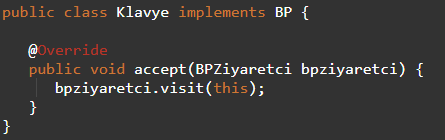 public class Klavye implements BP {
@Override
public void accept(BPZiyaretci bpziyaretci) {
bpziyaretci.visit(this);
}
}